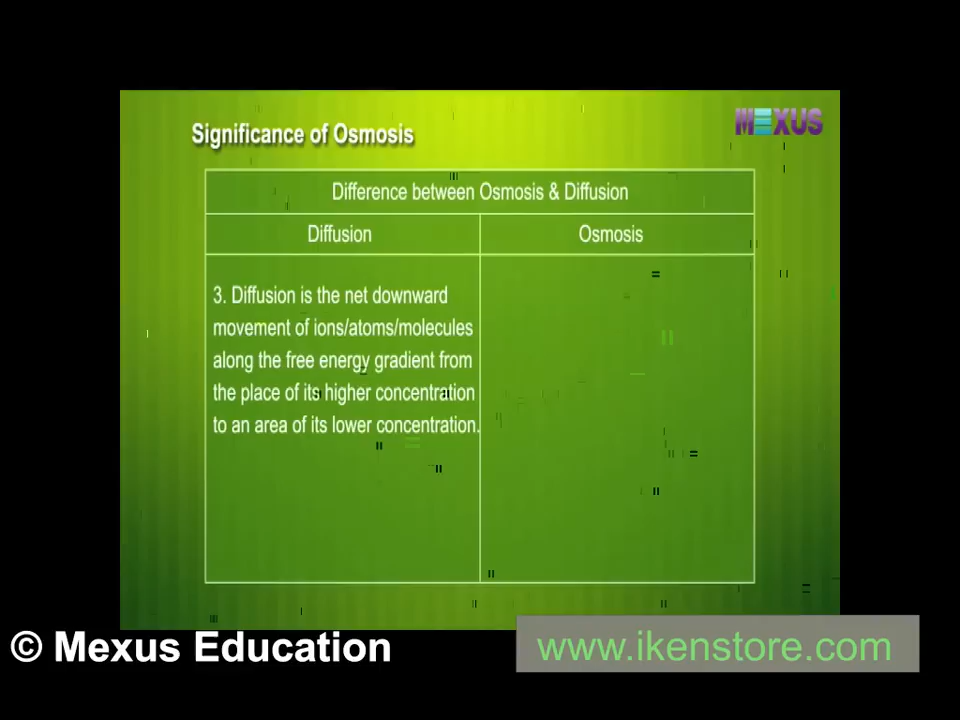 Significance of Osmosis
MEXUS
Difference between Osmosis & Diffusion
Diffusion
Osmosis
3. Diffusion is the net downward
movement of ions/atoms/molecules
along the free energy gradient from
the place of its higher concentration
to an area of its lower concentration.
© Mexus Education
www.ikenstore.com